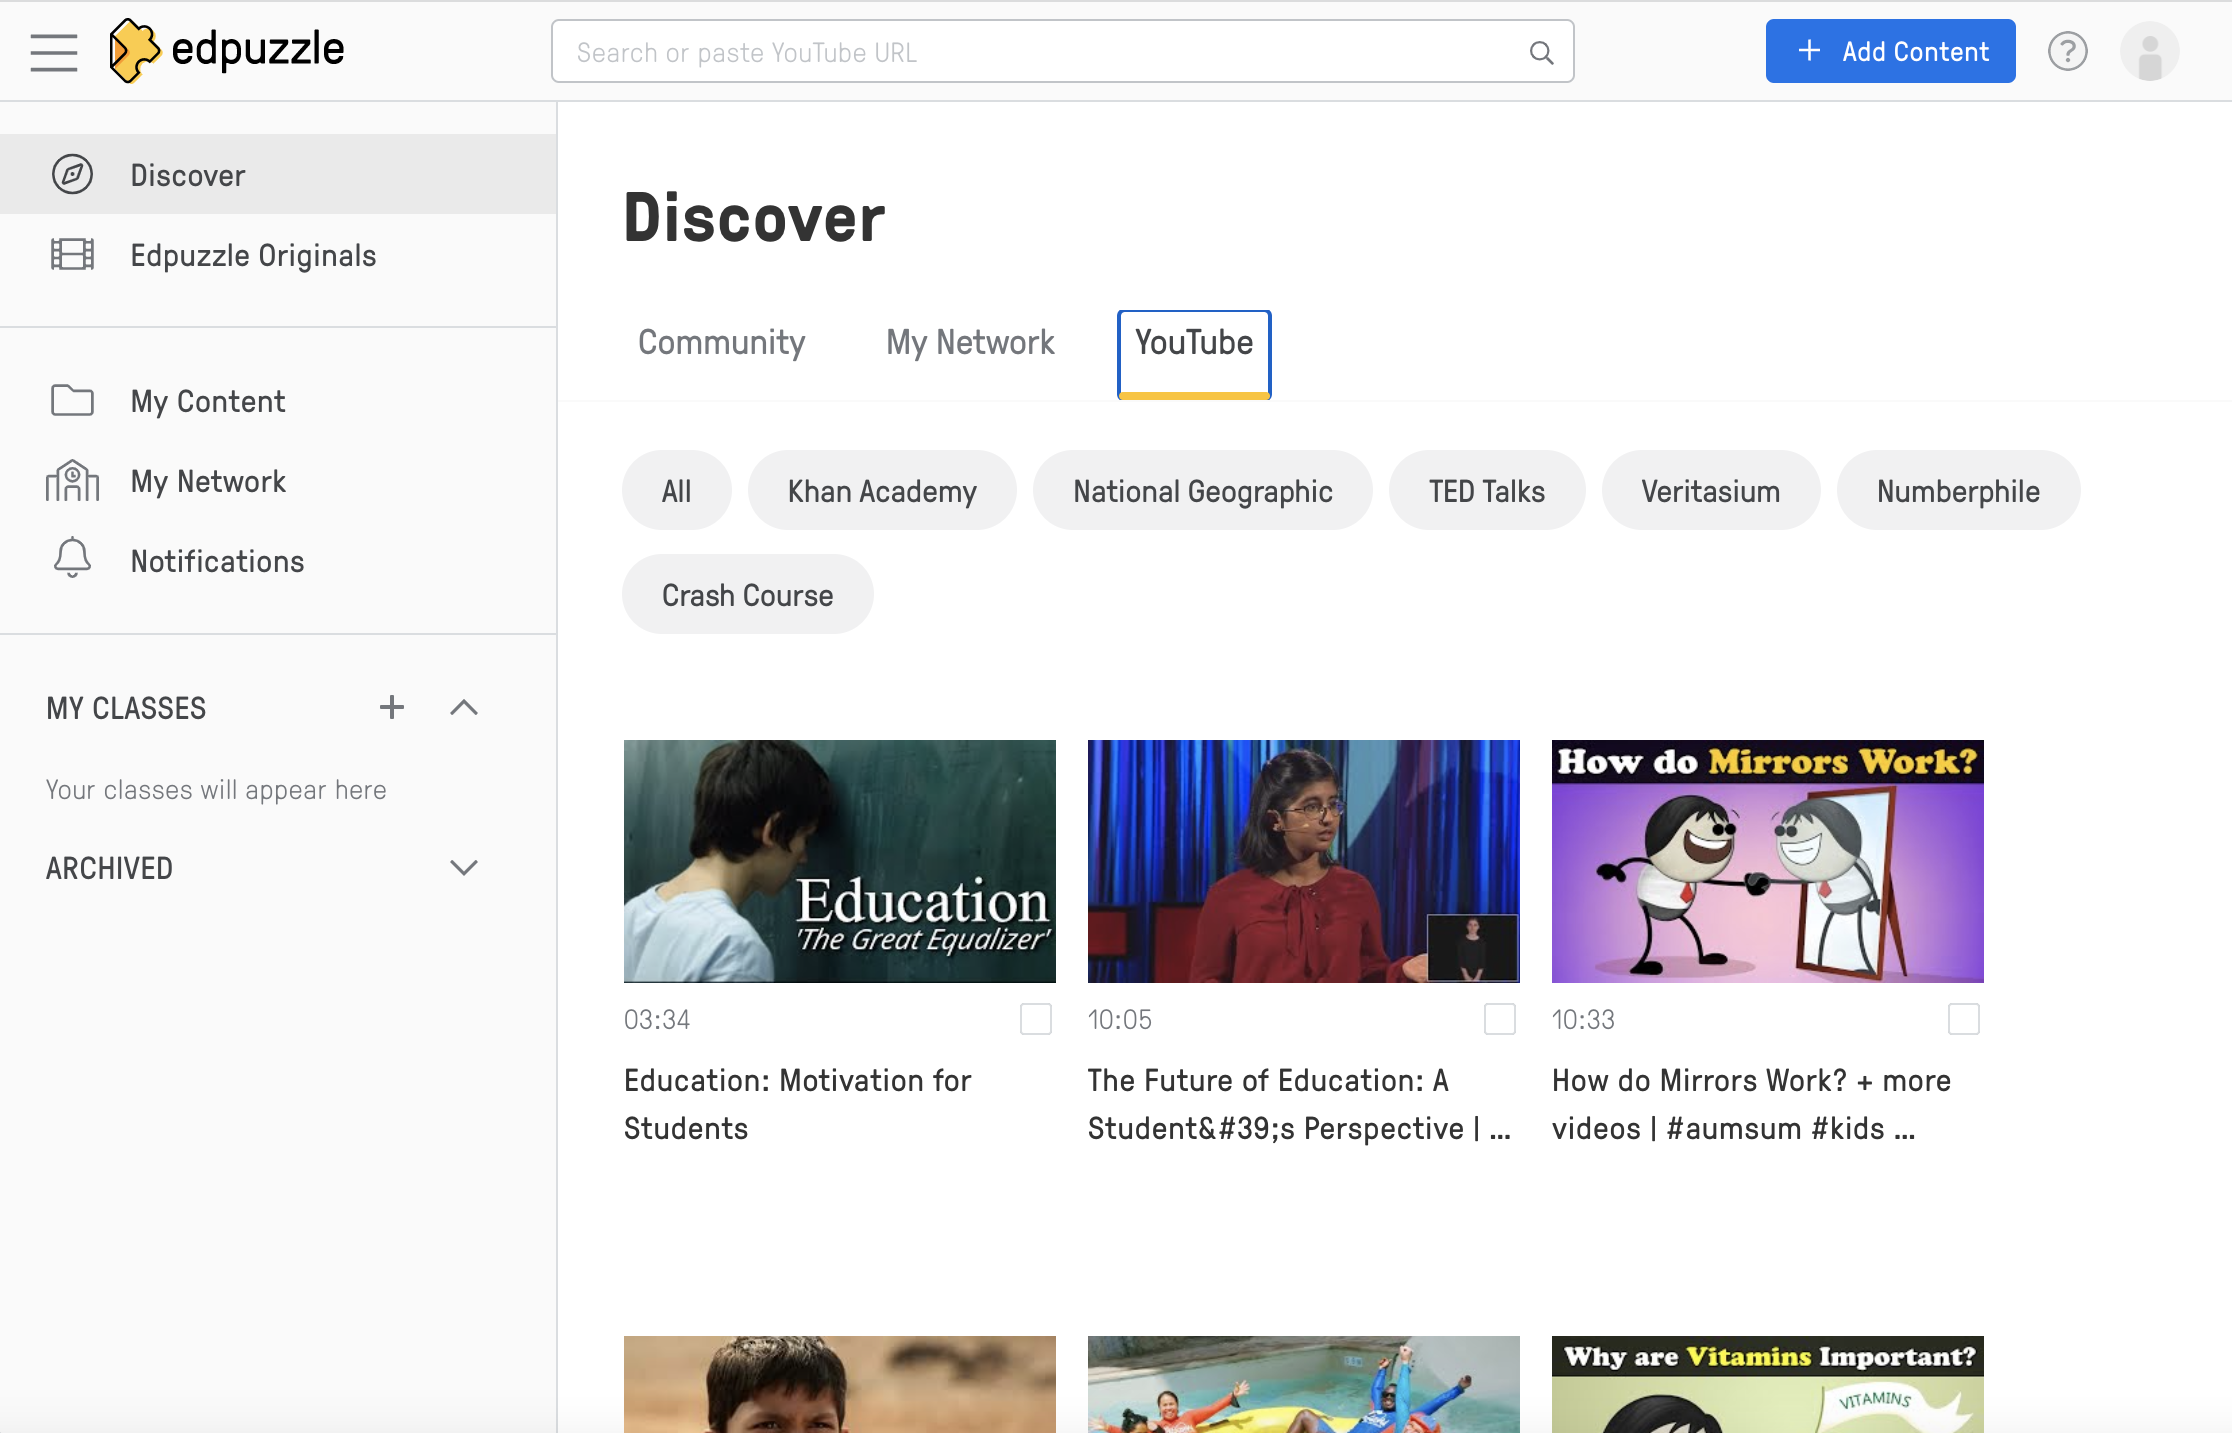 edpuzzle
Search or paste YouTube URL
+ Add Content
?
Discover
Edpuzzle Originals
My Content
My Network
Notifications
MY CLASSES
Your classes will appear here
ARCHIVED
Discover
Community
My Network
YouTube
All
Khan Academy
National Geographic
TED Talks
Veritasium
Numberphile
Crash Course
Education
'The Great Equalizer'
03:34
Education: Motivation for
Students
10:05
The Future of Education: A
Student&#39;s Perspective | ...
How do Mirrors Work?
10:33
How do Mirrors Work? + more
videos | #aumsum #kids ...
Why are Vitamins Important?
VITAMINS